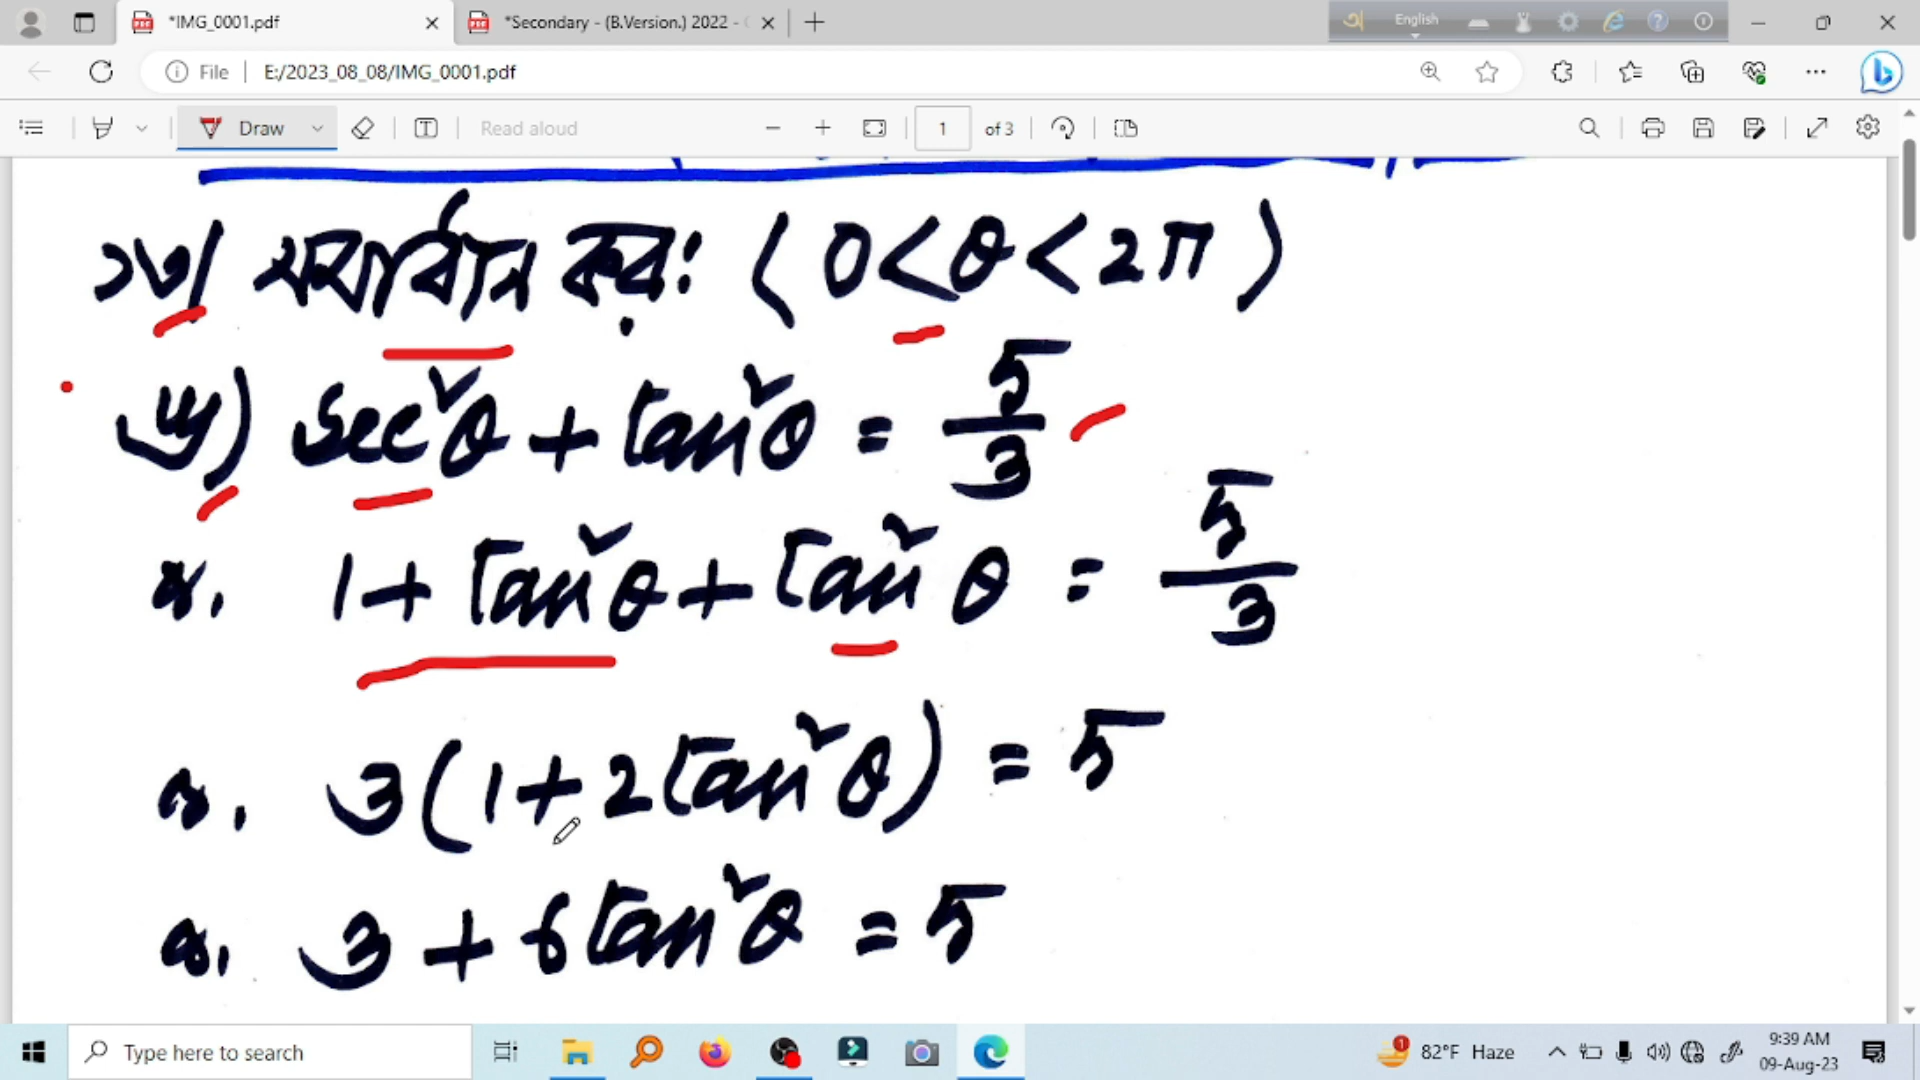 *IMG_0001.pdf
*Secondary - (B.Version.) 2022 -
English
File E:/2023_08_08/IMG_0001.pdf
Draw
Read aloud
1 of 3
১৩| সমাধান কর: (0<θ<2π)
sec²θ + tan²θ = 5/3
বা, 1 + tan²θ + tan²θ = 5/3
বা, 3(1 + 2tan²θ) = 5
বা, 3 + 6tan²θ = 5
Type here to search
1
82°F Haze
9:39 AM
09-Aug-23